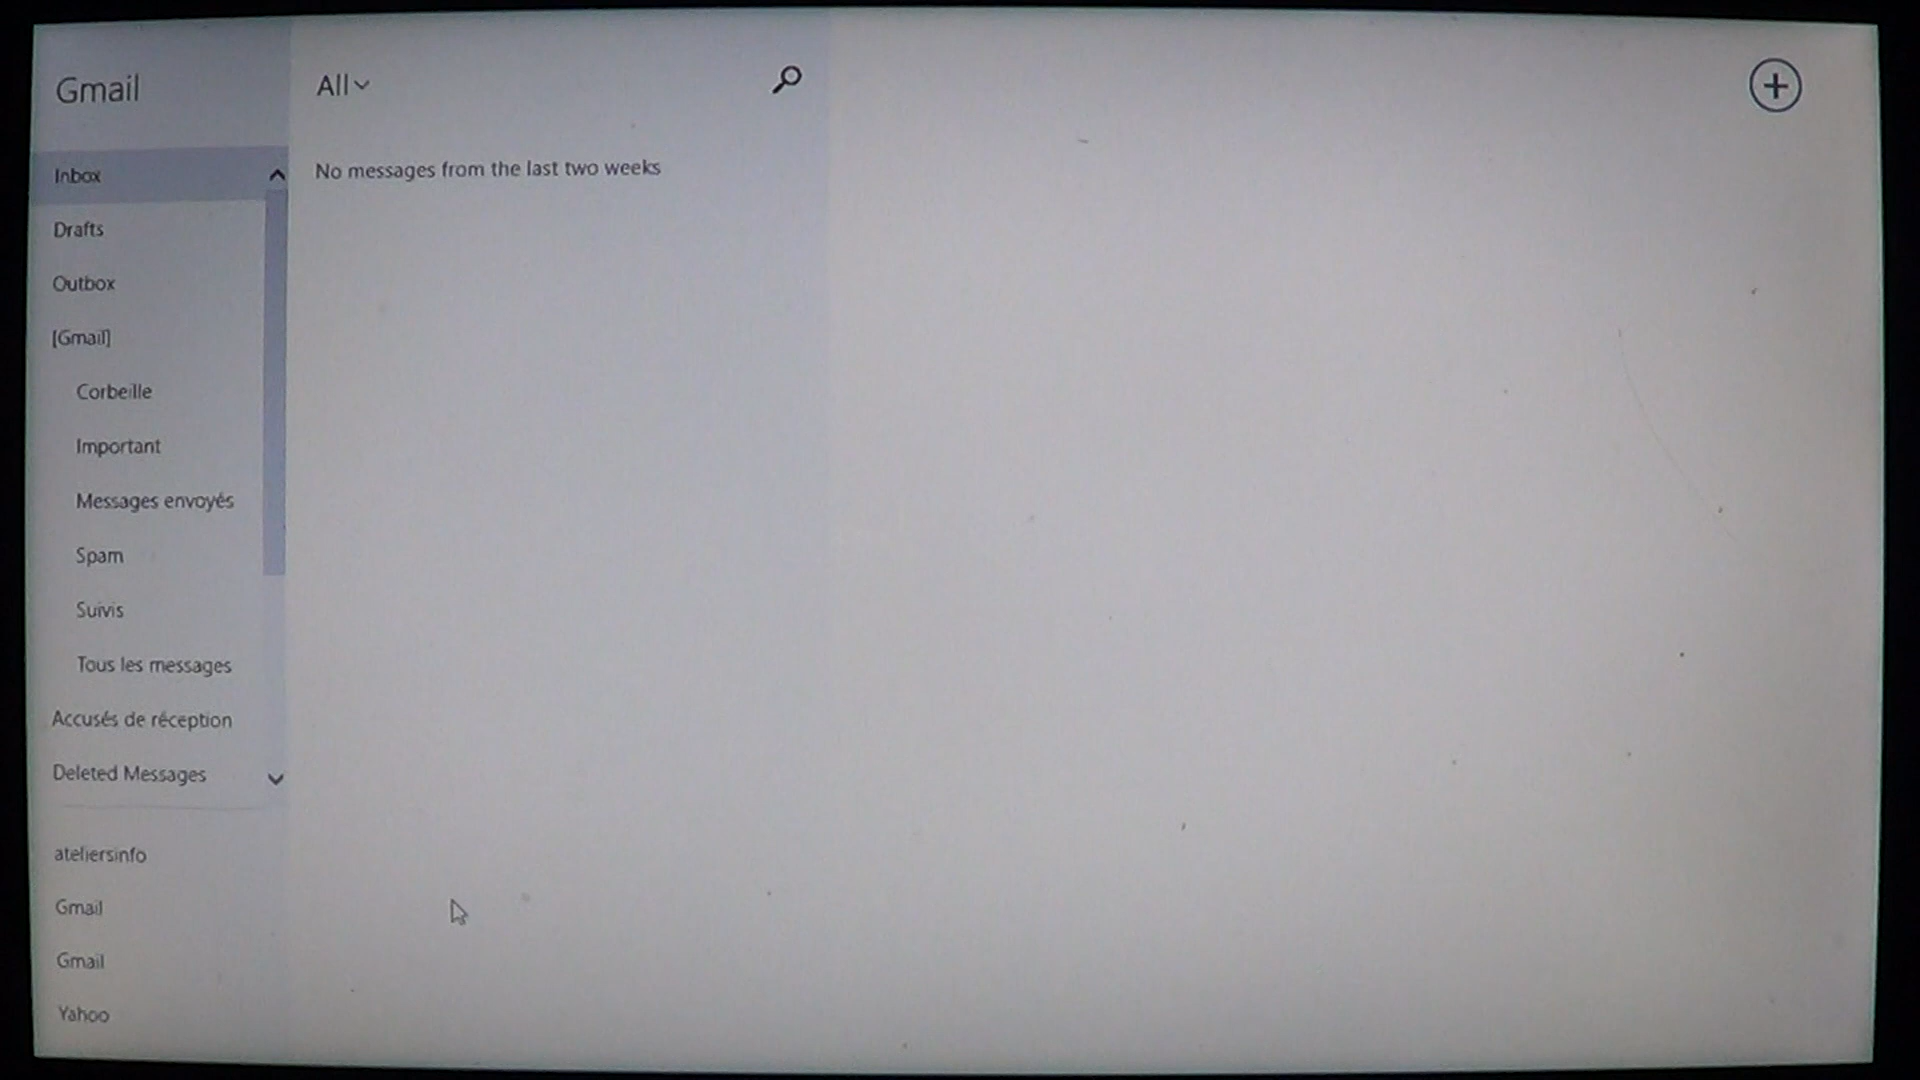 Gmail
Inbox
Drafts
Outbox
[Gmail]
Corbeille
Important
Messages envoyés
Spam
Suivis
Tous les messages
Accusés de réception
Deleted Messages
ateliersinfo
Gmail
Gmail
Yahoo
All
No messages from the last two weeks